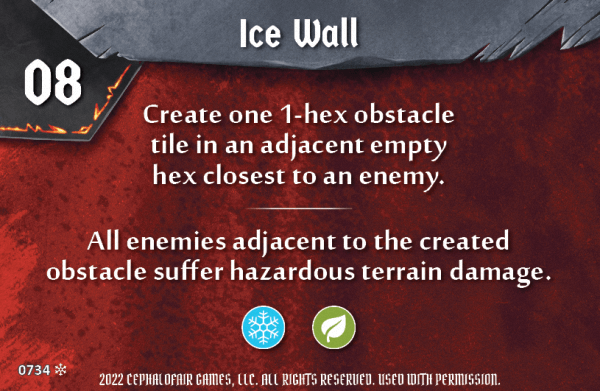 Ice Wall
08
Create one 1-hex obstacle
tile in an adjacent empty
hex closest to an enemy.
All enemies adjacent to the created
obstacle suffer hazardous terrain damage.
0734
2022 CEPHALOFAIR GAMES, LLC. ALL RIGHTS RESERVED. USED WITH PERMISSION.